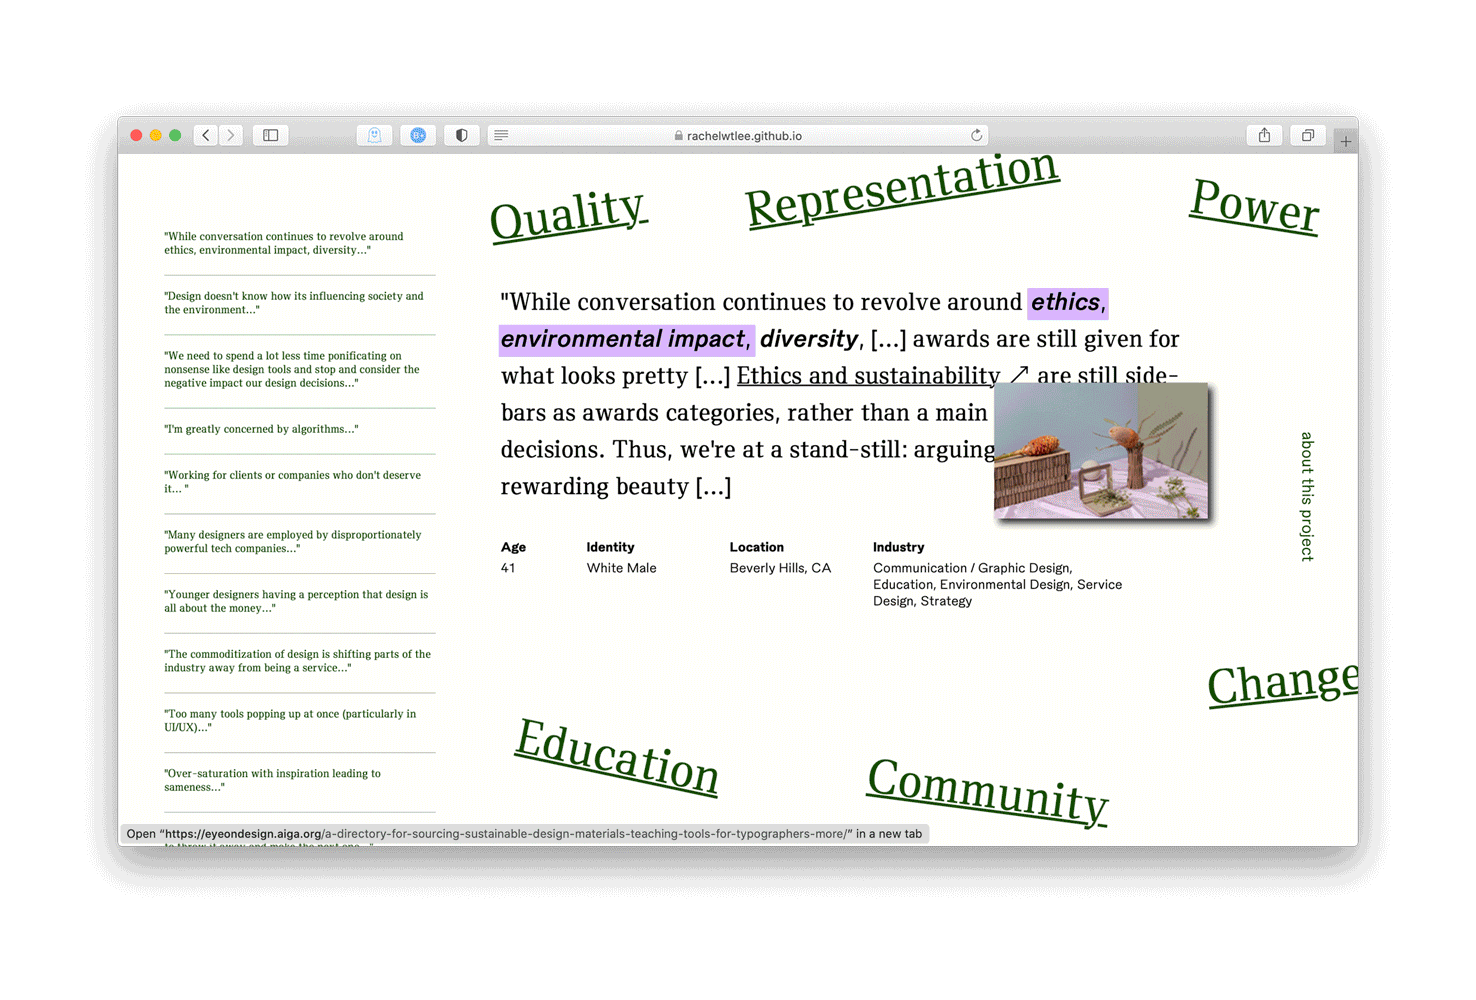 rachelwtlee.github.io
Quality
Representation
Power
"While conversation continues to revolve around
ethics, environmental impact, diversity..."
"Design doesn't know how its influencing society and
the environment..."
"We need to spend a lot less time ponificating on
nonsense like design tools and stop and consider the
negative impact our design decisions..."
"I'm greatly concerned by algorithms..."
"Working for clients or companies who don't deserve
it... "
"Many designers are employed by disproportionately
powerful tech companies..."
"Younger designers having a perception that design is
all about the money..."
"The commoditization of design is shifting parts of the
industry away from being a service..."
"Too many tools popping up at once (particularly in
UI/UX)..."
"Over-saturation with inspiration leading to
sameness..."
"While conversation continues to revolve around ethics,
environmental impact, diversity, [...] awards are still given for
what looks pretty [...] Ethics and sustainability ↗ are still side-
bars as awards categories, rather than a main
decisions. Thus, we're at a stand-still: arguing
rewarding beauty [...]
Age
41
Identity
White Male
Location
Beverly Hills, CA
Industry
Communication / Graphic Design,
Education, Environmental Design, Service
Design, Strategy
about this project
Change
Education
Community
Open “https://eyeondesign.aiga.org/a-directory-for-sourcing-sustainable-design-materials-teaching-tools-for-typographers-more/” in a new tab